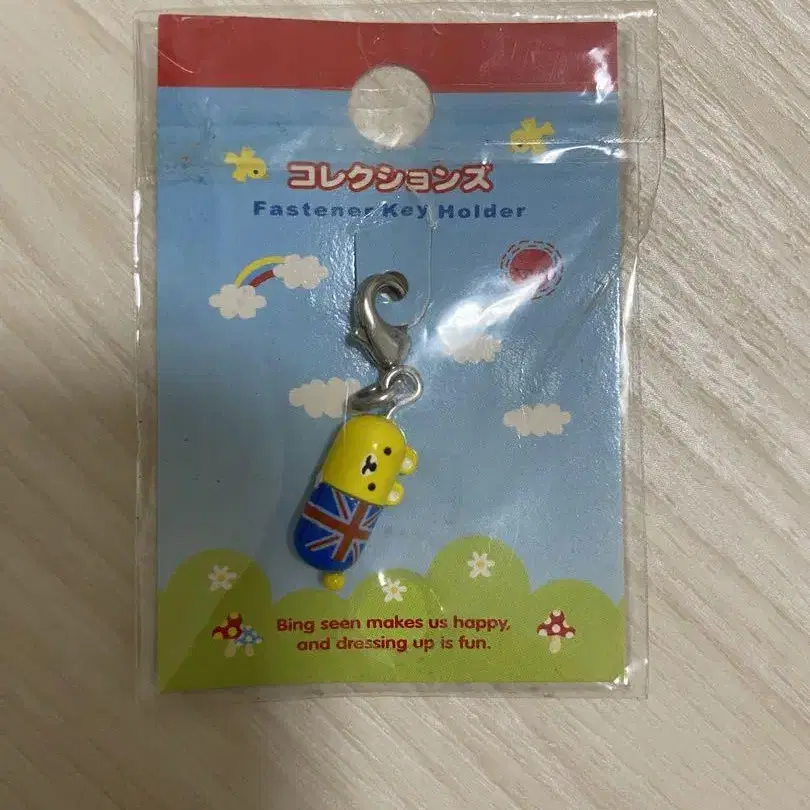 コレクションズ
Fastener Key Holder
Bing seen makes us happy,
and dressing up is fun.